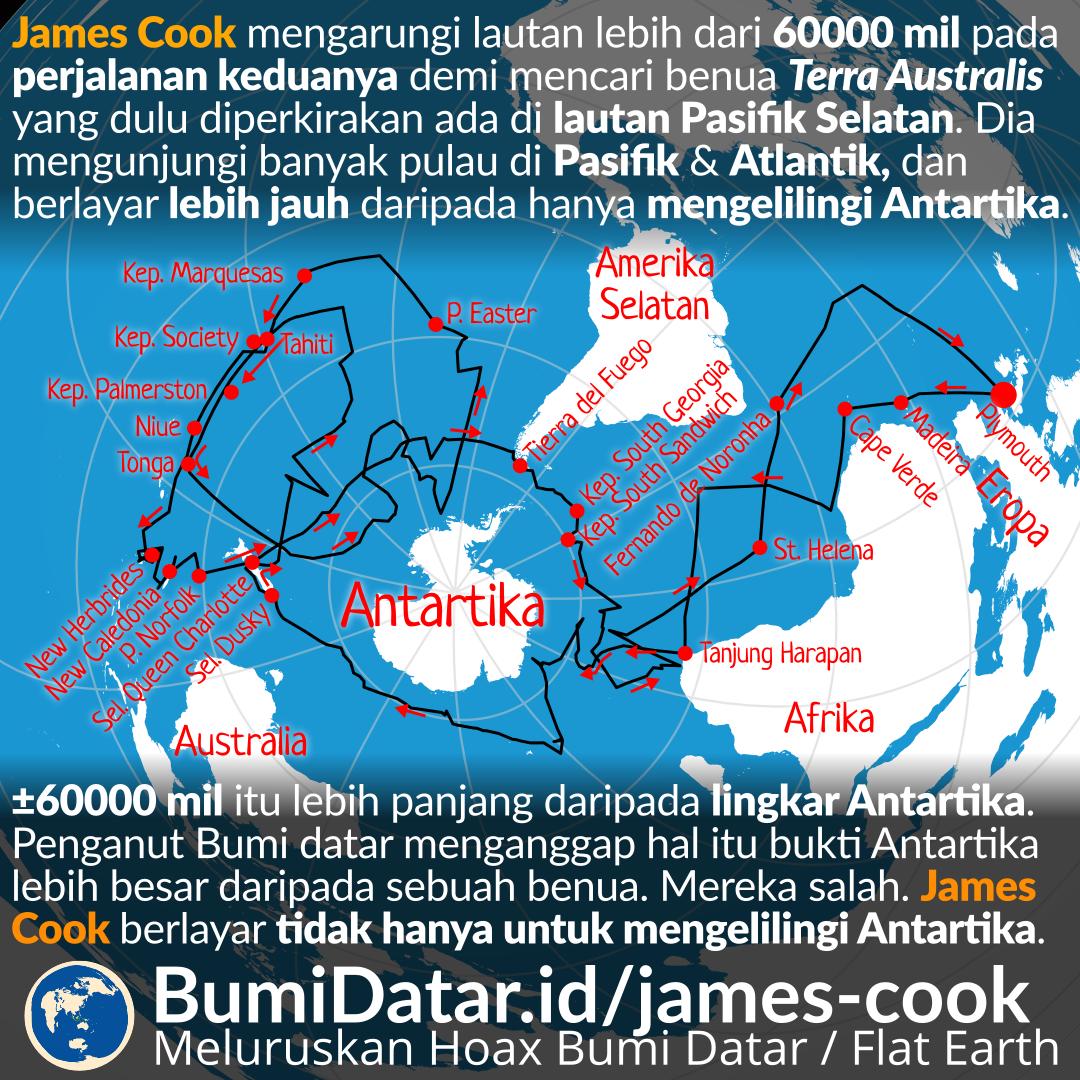 James Cook mengarungi lautan lebih dari 60000 mil pada
perjalanan keduanya demi mencari benua Terra Australis
yang dulu diperkirakan ada di lautan Pasifik Selatan. Dia
mengunjungi banyak pulau di Pasifik & Atlantik, dan
berlayar lebih jauh daripada hanya mengelilingi Antartika.
Kep. Marquesas
Amerika
Selatan
P. Easter
Kep. Society
Tahiti
Kep. Palmerston
Niue
Tonga
Tierra del Fuego
Kep. South Georgia
Kep. South Sandwich
Fernando de Noronha
Cape Verde
Madeira
Plymouth
Eropa
St. Helena
New Herbrides
New Caledonia
P. Norfolk
Sel. Queen Charlotte
Sel. Dusky
Antartika
Tanjung Harapan
Afrika
Australia
±60000 mil itu lebih panjang daripada lingkar Antartika.
Penganut Bumi datar menganggap hal itu bukti Antartika
lebih besar daripada sebuah benua. Mereka salah. James
Cook berlayar tidak hanya untuk mengelilingi Antartika.
BumiDatar.id/james-cook
Meluruskan Hoax Bumi Datar / Flat Earth